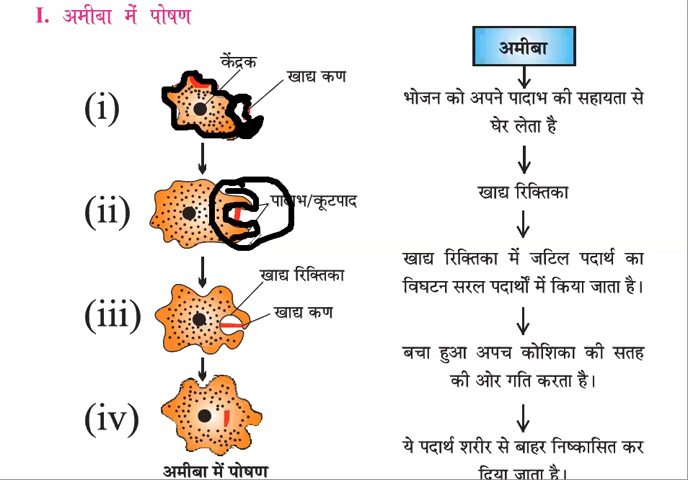 I. अमीबा में पोषण
(i)
केंद्रक
खाद्य कण
(ii)
पादाभ/कूटपाद
(iii)
खाद्य रिक्तिका
खाद्य कण
(iv)
अमीबा में पोषण
अमीबा
भोजन को अपने पादाभ की सहायता से
घेर लेता है
खाद्य रिक्तिका
खाद्य रिक्तिका में जटिल पदार्थ का
विघटन सरल पदार्थों में किया जाता है।
बचा हुआ अपच कोशिका की सतह
की ओर गति करता है।
ये पदार्थ शरीर से बाहर निष्कासित कर
दिया जाता है।